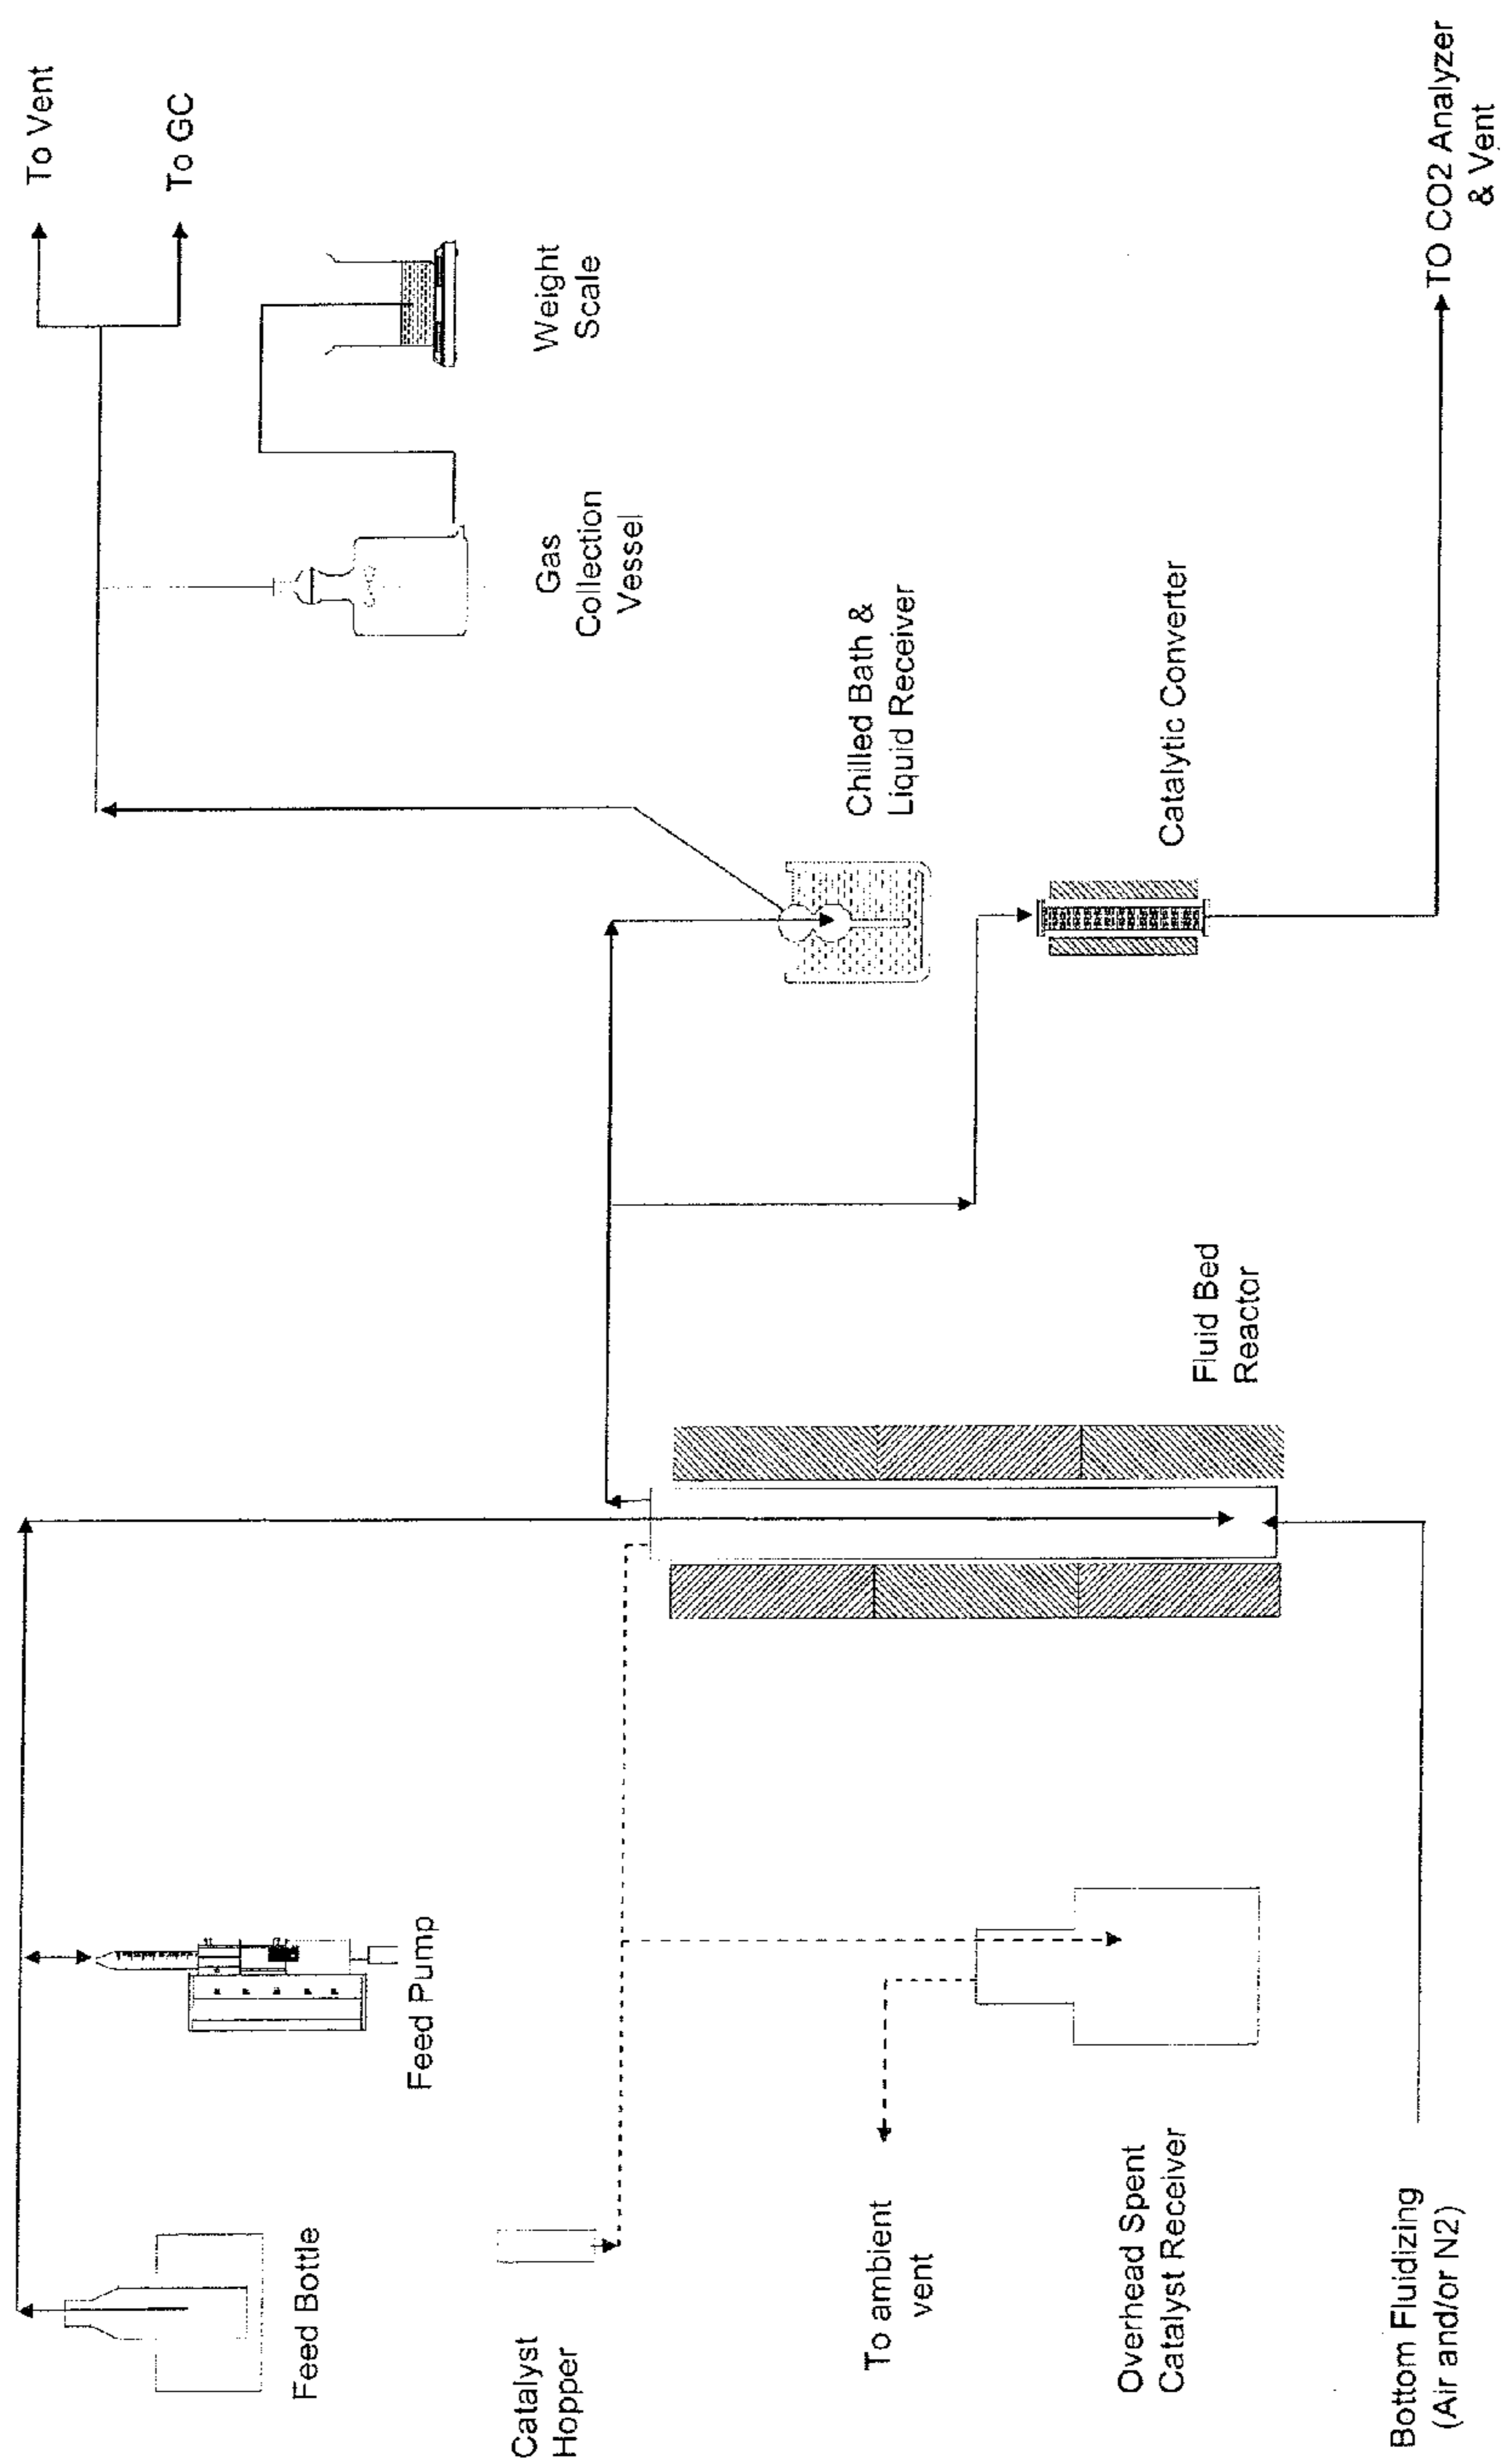 Feed Bottle
Feed Pump
Catalyst
Hopper
To ambient
vent
Overhead Spent
Catalyst Receiver
Bottom Fluidizing
(Air and/or N2)
Fluid Bed
Reactor
Chilled Bath &
Liquid Receiver
Catalytic Converter
Gas
Collection
Vessel
Weight
Scale
To Vent
To GC
TO CO2 Analyzer
& Vent